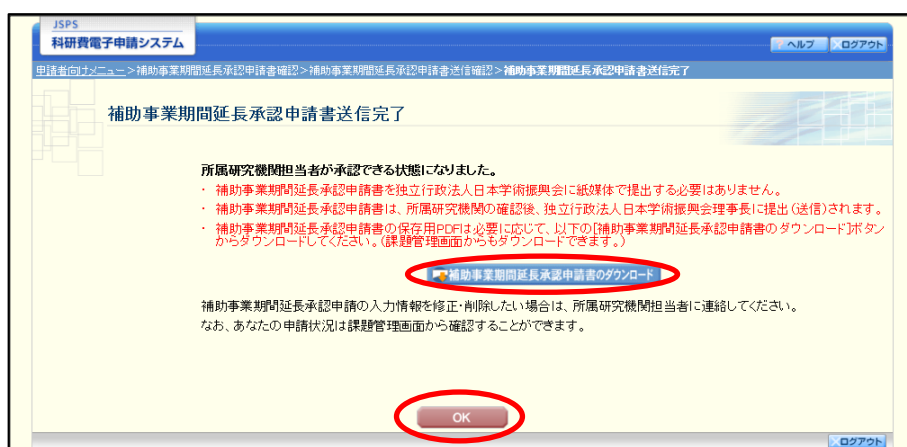 JSPS
科研費電子申請システム
ヘルプ
ログアウト
申請者向けメニュー>補助事業期間延長承認申請書確認>補助事業期間延長承認申請書送信確認>補助事業期間延長承認申請書送信完了
補助事業期間延長承認申請書送信完了
所属研究機関担当者が承認できる状態になりました。
・ 補助事業期間延長承認申請書を独立行政法人日本学術振興会に紙媒体で提出する必要はありません。
・ 補助事業期間延長承認申請書は、所属研究機関の確認後、独立行政法人日本学術振興会理事長に提出(送信)されます。
・ 補助事業期間延長承認申請書の保存用PDFは必要に応じて、以下の[補助事業期間延長承認申請書のダウンロード]ボタン
からダウンロードしてください。(課題管理画面からもダウンロードできます。)
補助事業期間延長承認申請書のダウンロード
補助事業期間延長承認申請の入力情報を修正・削除したい場合は、所属研究機関担当者に連絡してください。
なお、あなたの申請状況は課題管理画面から確認することができます。
OK
ログアウト